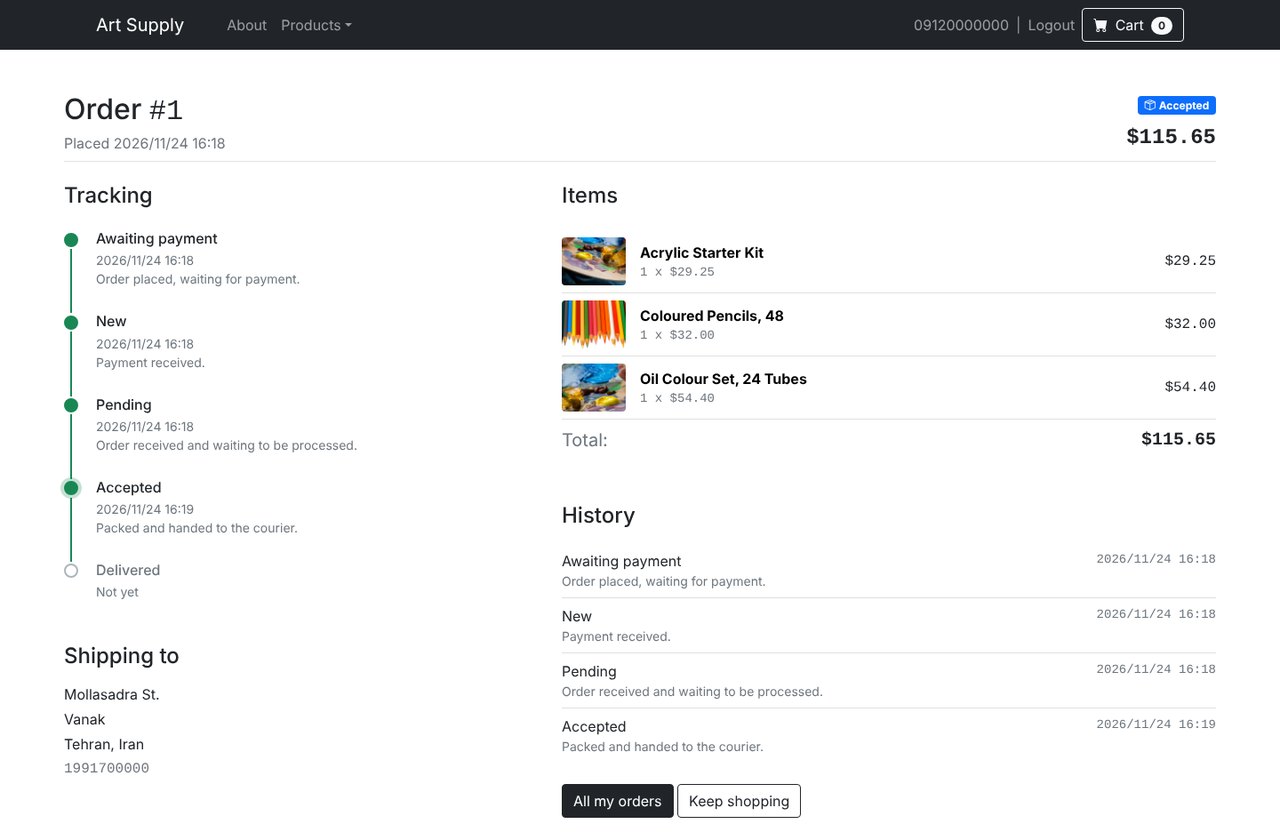 Art Supply About Products 09120000000 | Logout Cart 0
Order #1
Accepted
Placed 2026/11/24 16:18
$115.65
Tracking
Awaiting payment
2026/11/24 16:18
Order placed, waiting for payment.
New
2026/11/24 16:18
Payment received.
Pending
2026/11/24 16:18
Order received and waiting to be processed.
Accepted
2026/11/24 16:19
Packed and handed to the courier.
Delivered
Not yet
Shipping to
Mollasadra St.
Vanak
Tehran, Iran
1991700000
Items
Acrylic Starter Kit
1 x $29.25
$29.25
Coloured Pencils, 48
1 x $32.00
$32.00
Oil Colour Set, 24 Tubes
1 x $54.40
$54.40
Total: $115.65
History
Awaiting payment 2026/11/24 16:18
Order placed, waiting for payment.
New 2026/11/24 16:18
Payment received.
Pending 2026/11/24 16:18
Order received and waiting to be processed.
Accepted 2026/11/24 16:19
Packed and handed to the courier.
All my orders Keep shopping